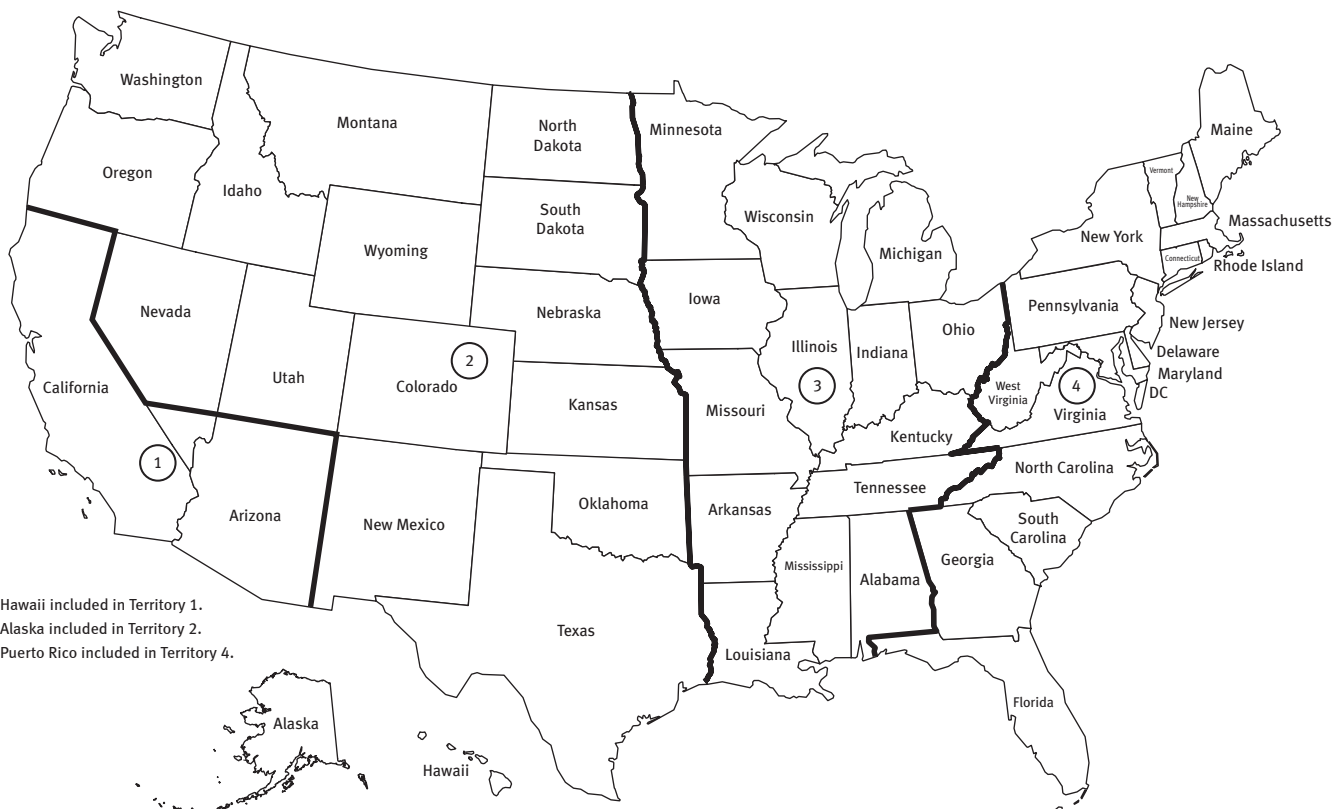 Washington
Oregon
Idaho
Montana
Wyoming
North
Dakota
South
Dakota
Nebraska
Kansas
Oklahoma
Texas
New Mexico
Colorado
2
Utah
Nevada
California
1
Arizona
Minnesota
Wisconsin
Michigan
Iowa
Illinois
3
Indiana
Ohio
Missouri
Kentucky
Tennessee
Arkansas
Mississippi
Alabama
Louisiana
Maine
Vermont
New
Hampshire
Massachusetts
New York
Connecticut
Rhode Island
Pennsylvania
New Jersey
Delaware
Maryland
DC
West
Virginia
4
Virginia
North Carolina
South
Carolina
Georgia
Florida
Hawaii included in Territory 1.
Alaska included in Territory 2.
Puerto Rico included in Territory 4.
Alaska
Hawaii